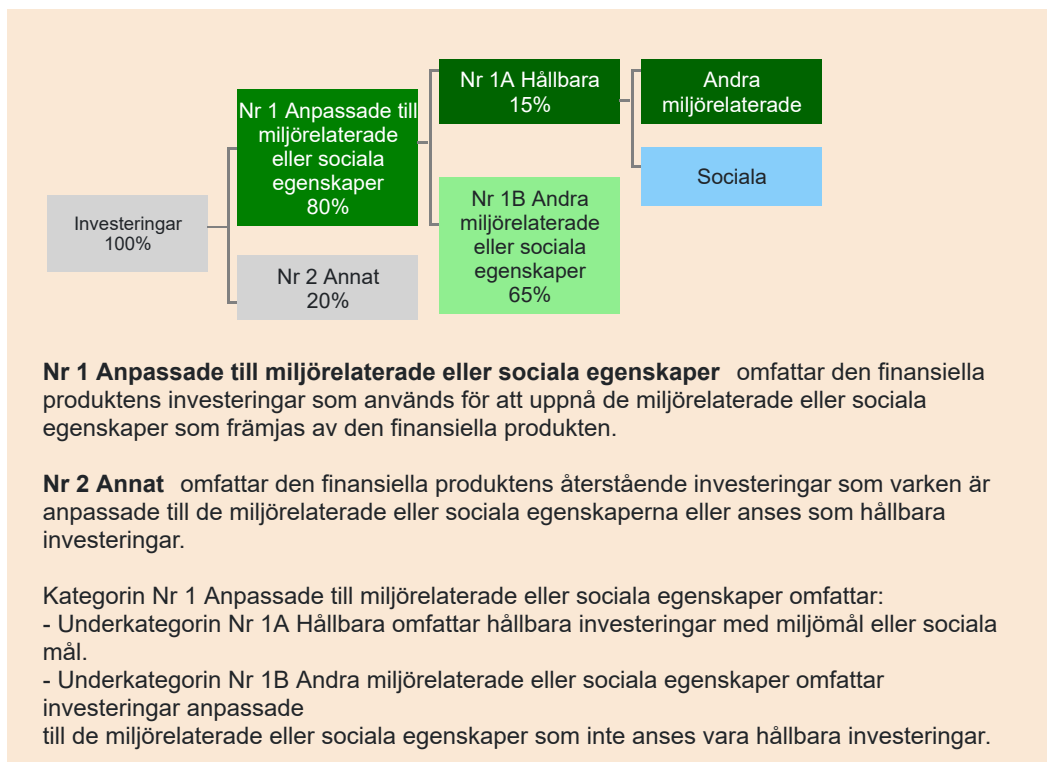 Investeringar
100%
Nr 1 Anpassade till
miljörelaterade
eller sociala
egenskaper
80%
Nr 2 Annat
20%
Nr 1A Hållbara
15%
Nr 1B Andra
miljörelaterade
eller sociala
egenskaper
65%
Andra
miljörelaterade
Sociala
Nr 1 Anpassade till miljörelaterade eller sociala egenskaper omfattar den finansiella
produktens investeringar som används för att uppnå de miljörelaterade eller sociala
egenskaper som främjas av den finansiella produkten.
Nr 2 Annat omfattar den finansiella produktens återstående investeringar som varken är
anpassade till de miljörelaterade eller sociala egenskaperna eller anses som hållbara
investeringar.
Kategorin Nr 1 Anpassade till miljörelaterade eller sociala egenskaper omfattar:
- Underkategorin Nr 1A Hållbara omfattar hållbara investeringar med miljömål eller sociala
mål.
- Underkategorin Nr 1B Andra miljörelaterade eller sociala egenskaper omfattar
investeringar anpassade
till de miljörelaterade eller sociala egenskaper som inte anses vara hållbara investeringar.